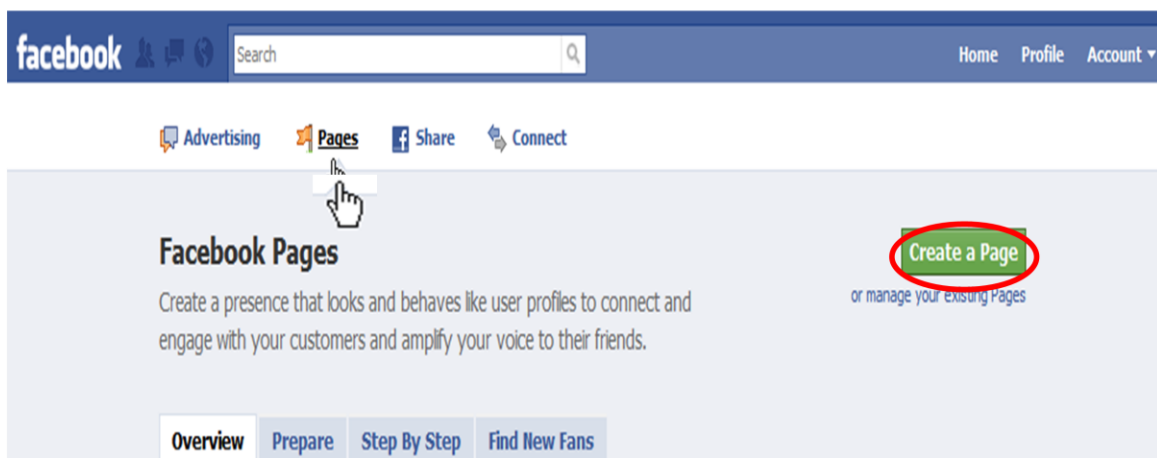 facebook Search Home Profile Account
Advertising Pages Share Connect
Facebook Pages
Create a Page
Create a presence that looks and behaves like user profiles to connect and
or manage your existing Pages
engage with your customers and amplify your voice to their friends.
Overview Prepare Step By Step Find New Fans